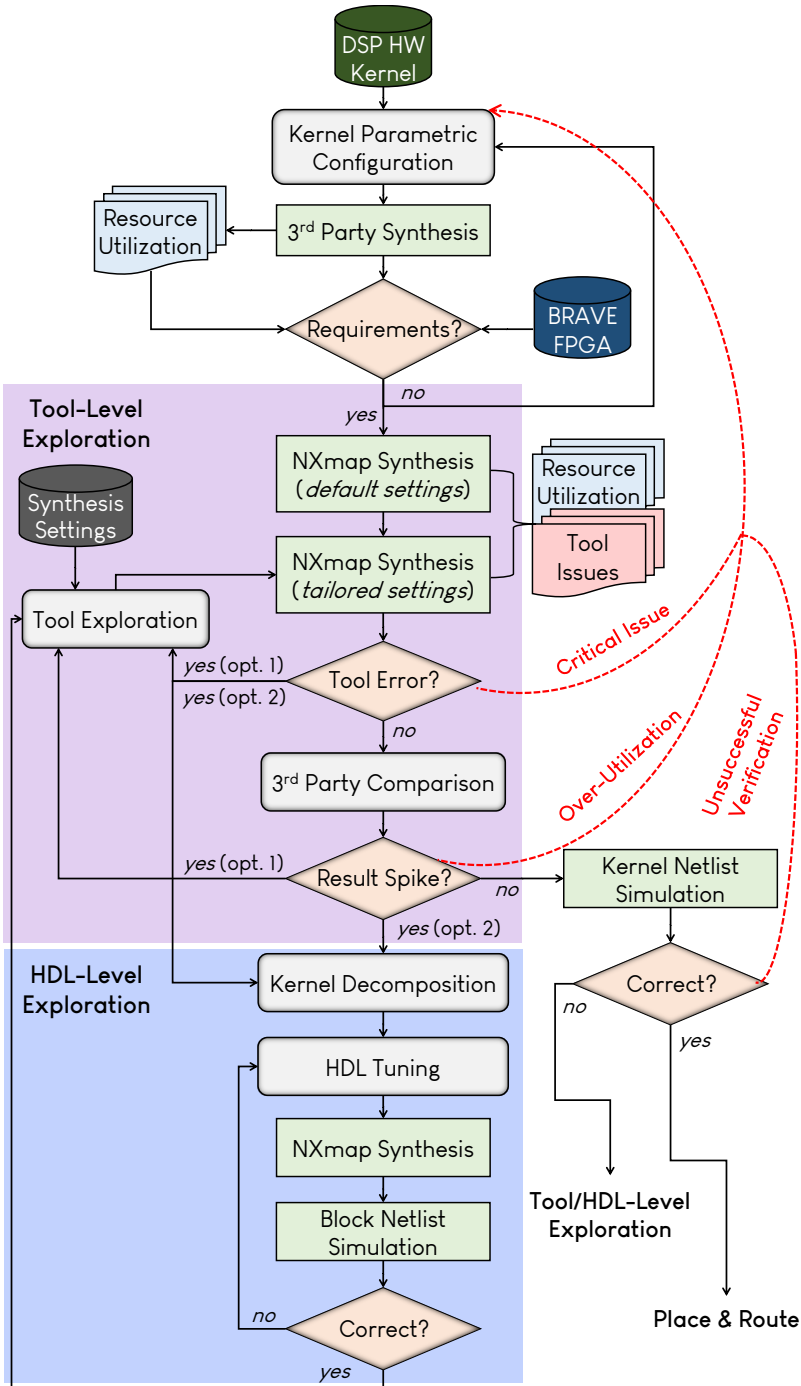 DSP HW
Kernel
Kernel Parametric
Configuration
Resource
Utilization
3rd Party Synthesis
Requirements?
BRAVE
FPGA
no
yes
Tool-Level
Exploration
NXmap Synthesis
(default settings)
Resource
Utilization
Synthesis
Settings
Tool
Issues
NXmap Synthesis
(tailored settings)
Tool Exploration
Critical Issue
yes (opt. 1)
Tool Error?
yes (opt. 2)
no
3rd Party Comparison
Over-Utilization
Unsuccessful
Verification
yes (opt. 1)
Result Spike?
no
Kernel Netlist
Simulation
yes (opt. 2)
HDL-Level
Exploration
Kernel Decomposition
Correct?
no
yes
HDL Tuning
NXmap Synthesis
Block Netlist
Simulation
Tool/HDL-Level
Exploration
no
Correct?
Place & Route
yes